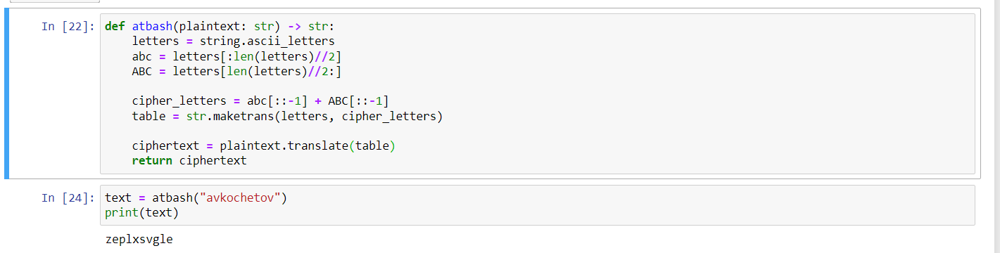 In [22]: def atbash(plaintext: str) -> str:
    letters = string.ascii_letters
    abc = letters[:len(letters)//2]
    ABC = letters[len(letters)//2:]

    cipher_letters = abc[::-1] + ABC[::-1]
    table = str.maketrans(letters, cipher_letters)

    ciphertext = plaintext.translate(table)
    return ciphertext
In [24]: text = atbash("avkochetov")
print(text)
zeplxsvgle